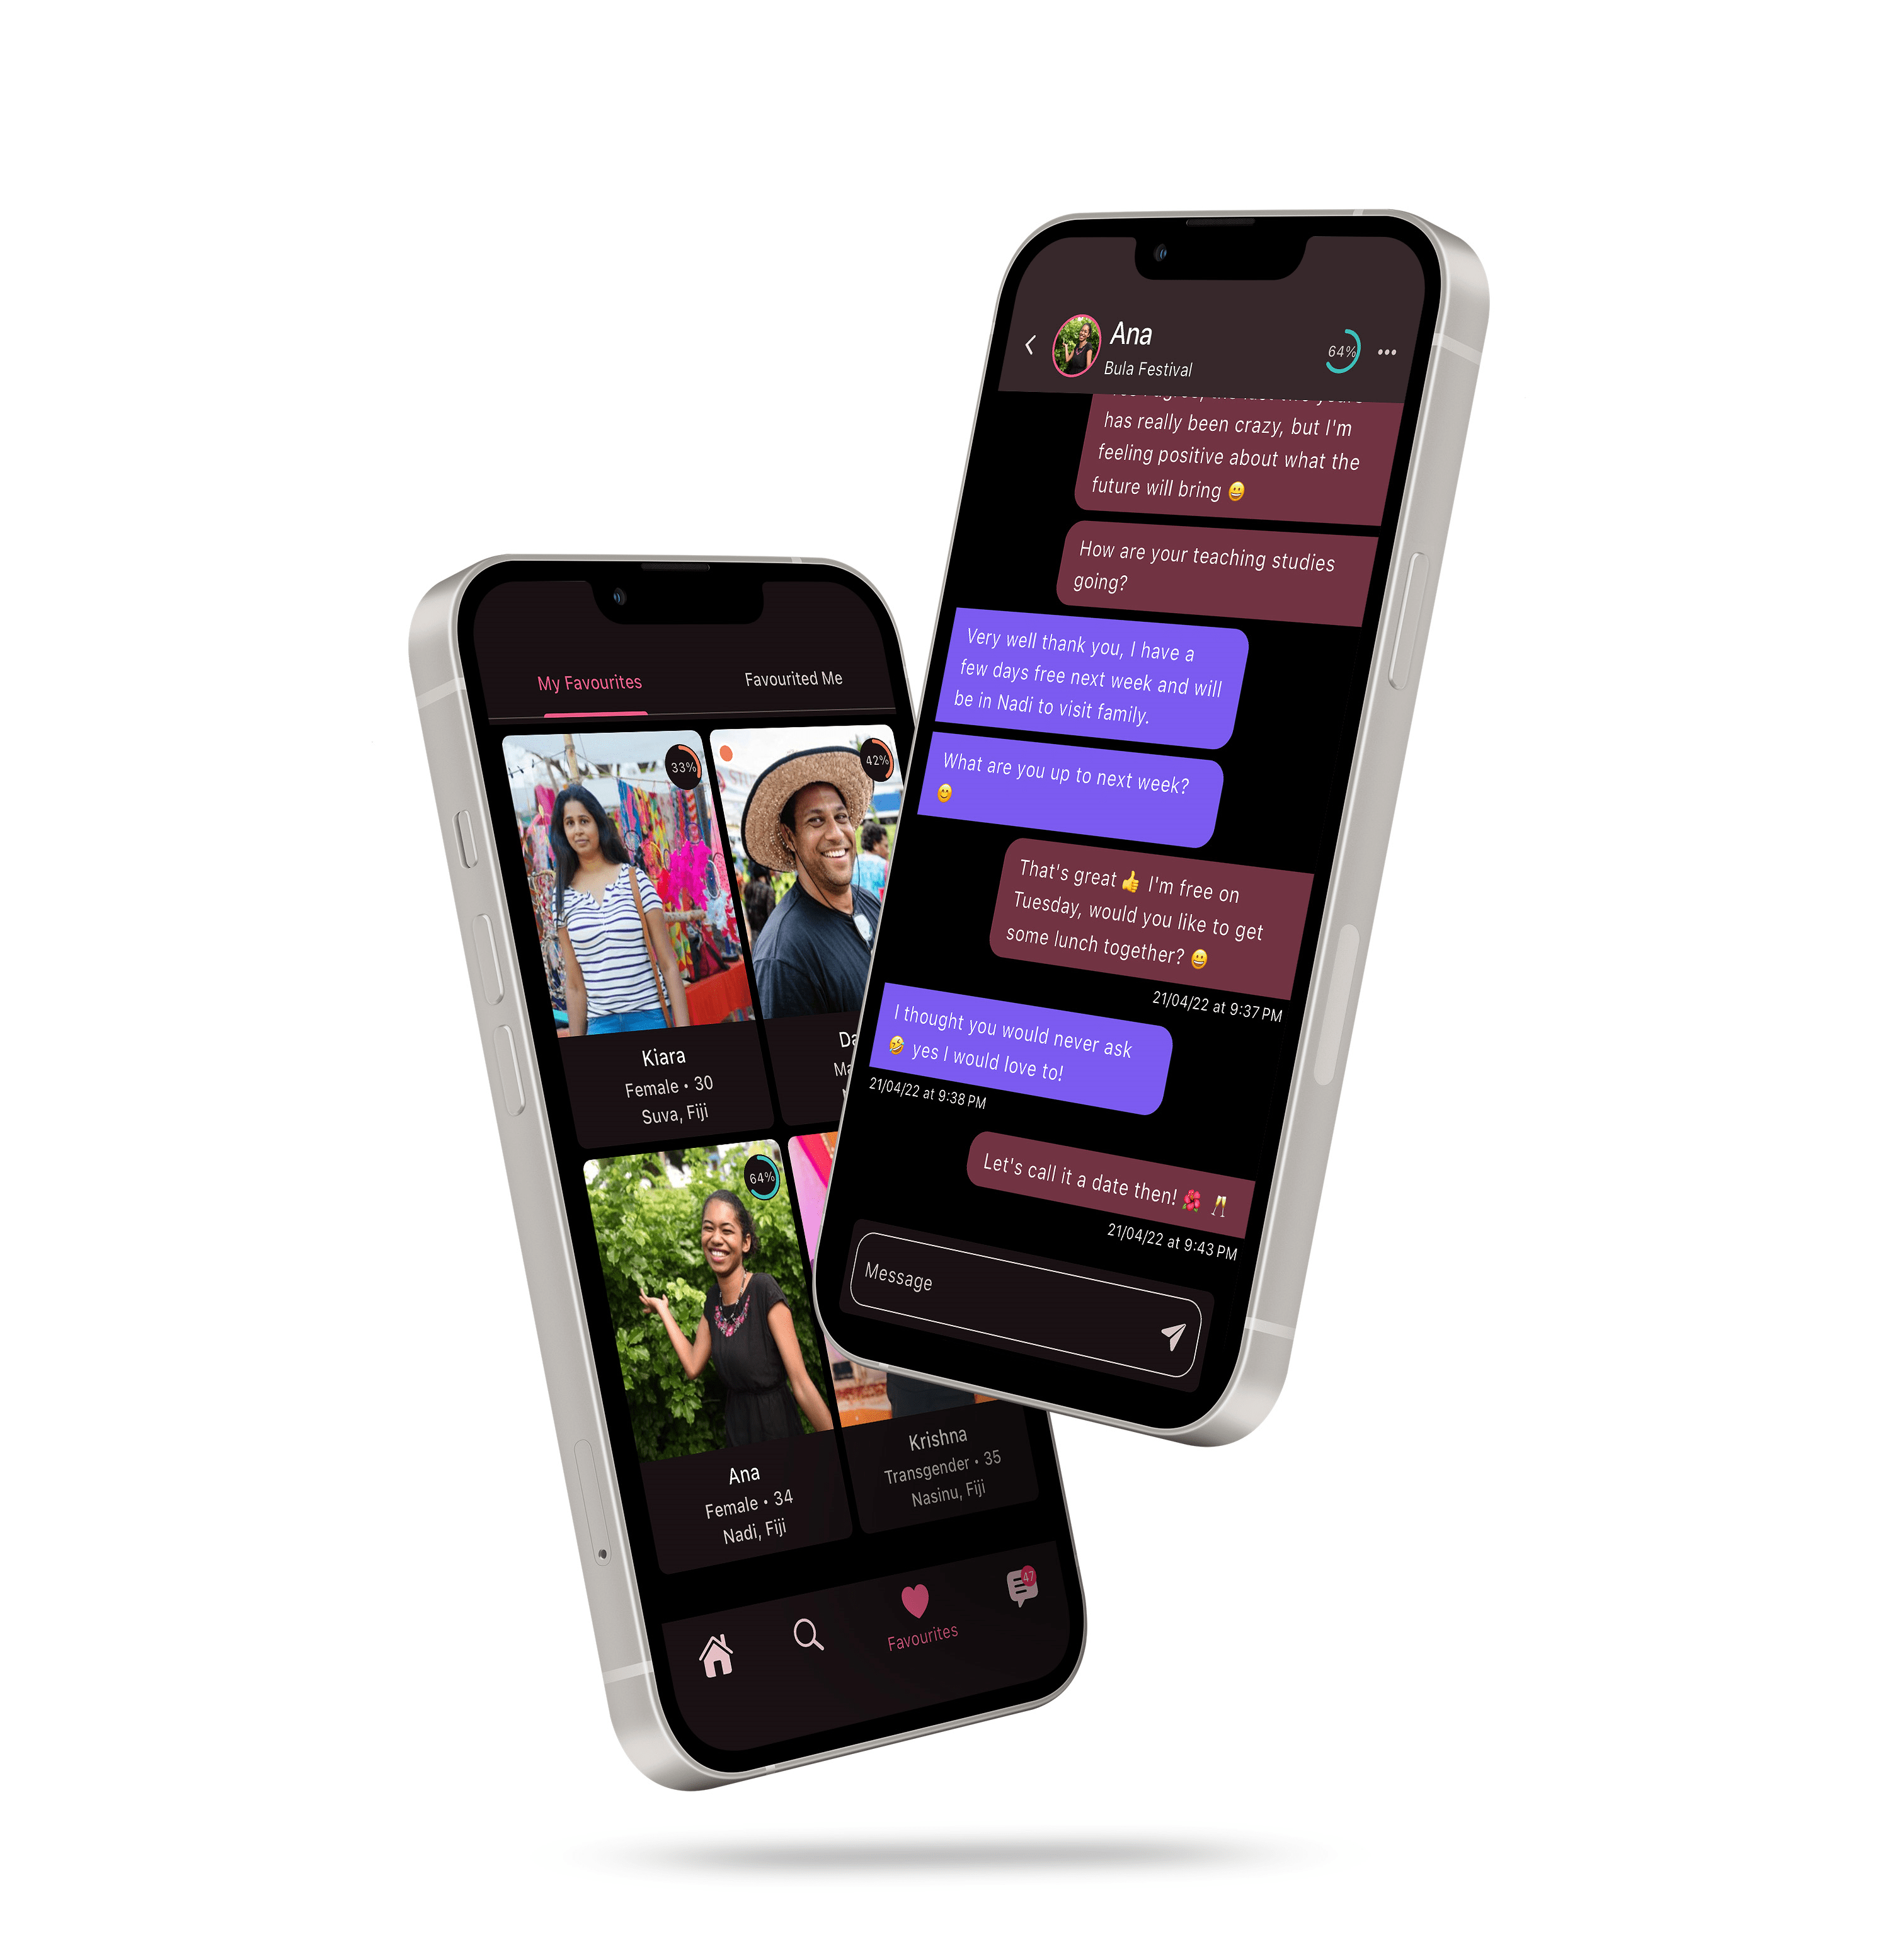 My Favourites
Favourited Me
33%
42%
Kiara
Female • 30
Suva, Fiji
64%
Ana
Female • 34
Nadi, Fiji
Krishna
Transgender • 35
Nasinu, Fiji
Favourites
47
Ana
Bula Festival
64%
has really been crazy, but I'm
feeling positive about what the
future will bring 😀
How are your teaching studies
going?
Very well thank you, I have a
few days free next week and will
be in Nadi to visit family.
What are you up to next week?
😊
That's great 👍 I'm free on
Tuesday, would you like to get
some lunch together? 😀
21/04/22 at 9:37 PM
I thought you would never ask
🤣 yes I would love to!
21/04/22 at 9:38 PM
Let's call it a date then! 🌺 🥂
21/04/22 at 9:43 PM
Message